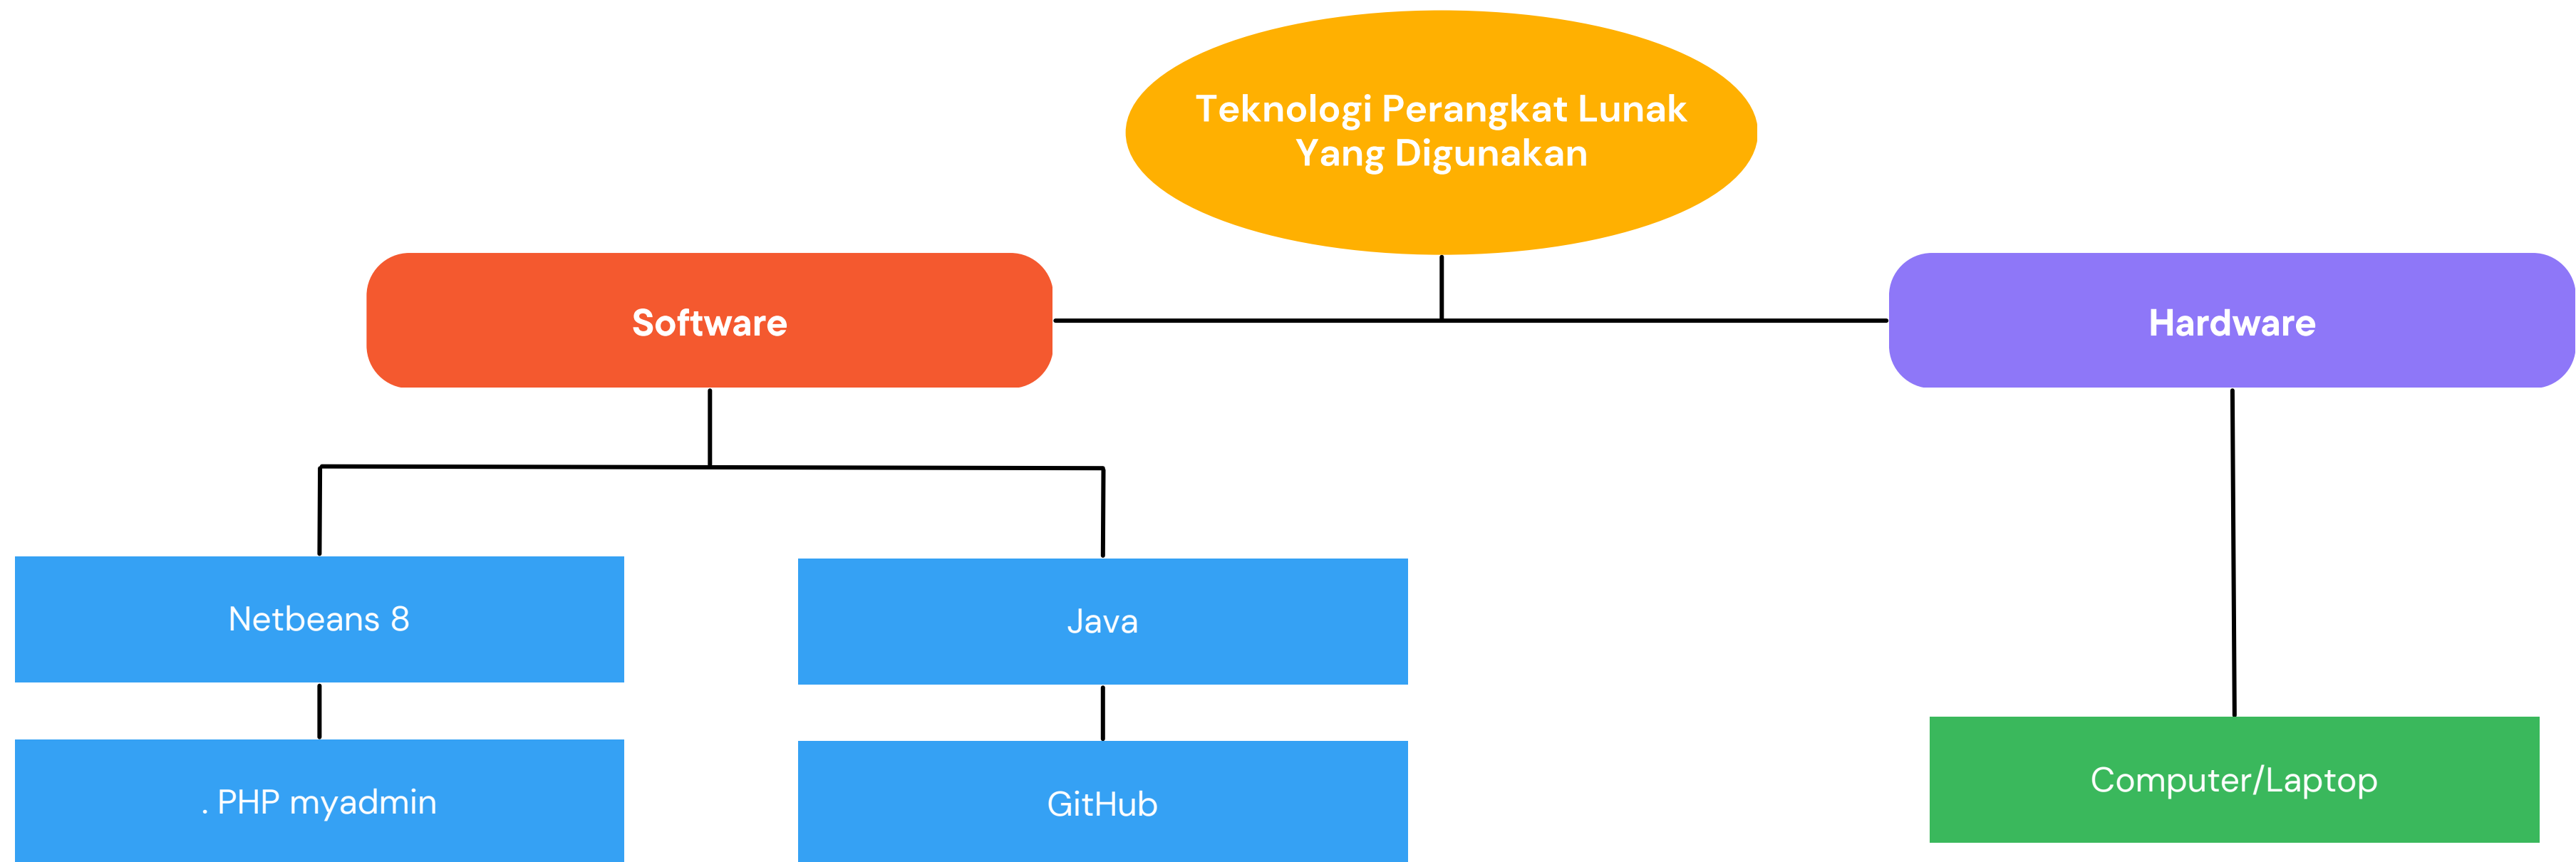 Teknologi Perangkat Lunak
Yang Digunakan
Software
Hardware
Netbeans 8
Java
. PHP myadmin
GitHub
Computer/Laptop